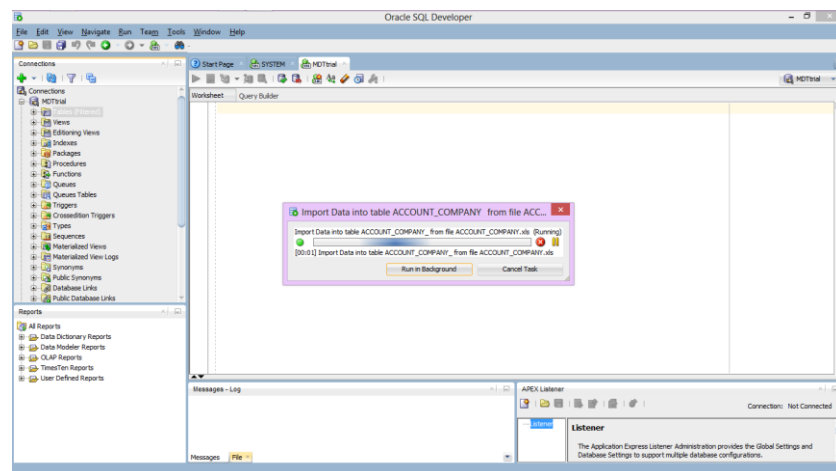 Oracle SQL Developer
File Edit View Navigate Run Team Tools Window Help
Connections
Start Page
SYSTEM
MDTtrial
MDTtrial
Worksheet Query Builder
Connections
MDTtrial
Tables (Filtered)
Views
Editioning Views
Indexes
Packages
Procedures
Functions
Queues
Queues Tables
Triggers
Crossedition Triggers
Types
Sequences
Materialized Views
Materialized View Logs
Synonyms
Public Synonyms
Database Links
Public Database Links
Import Data into table ACCOUNT_COMPANY_ from file ACC...
Import Data into table ACCOUNT_COMPANY_ from file ACCOUNT_COMPANY.xls (Running)
[00:01] Import Data into table ACCOUNT_COMPANY_ from file ACCOUNT_COMPANY.xls
Run in Background Cancel Task
Reports
All Reports
Data Dictionary Reports
Data Modeler Reports
OLAP Reports
TimesTen Reports
User Defined Reports
Messages - Log
Messages File
APEX Listener
Connection: Not Connected
Listener
Listener
The Application Express Listener Administration provides the Global Settings and
Database Settings to support multiple database configurations.